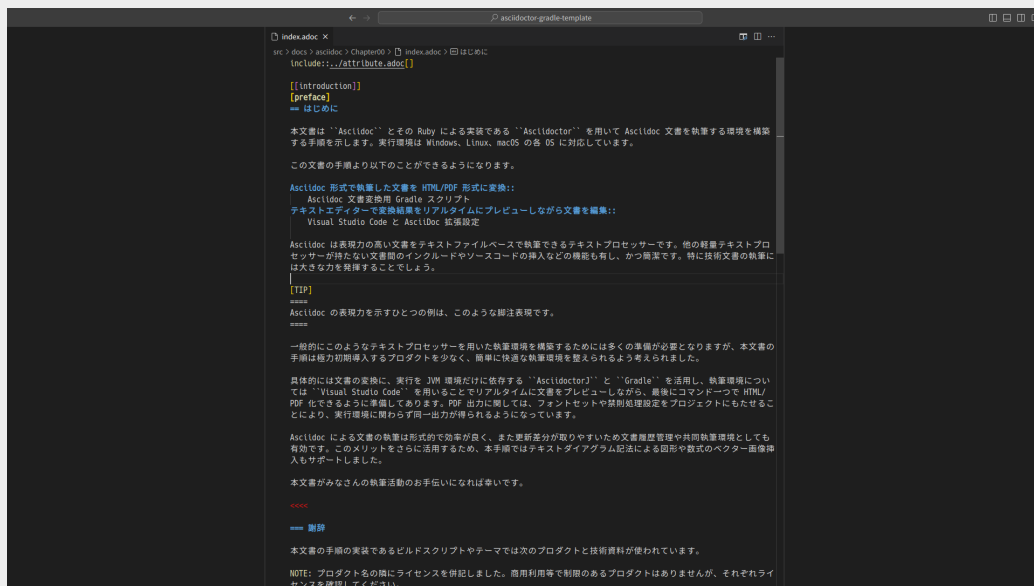 asciidoctor-gradle-template
index.adoc
src > docs > asciidoc > Chapter00 > index.adoc > はじめに
include::../attribute.adoc[]
[[introduction]]
[preface]
== はじめに
本文書は ``Asciidoc`` とその Ruby による実装である ``Asciidoctor`` を用いて Asciidoc 文書を執筆する環境を構築
する手順を示します。実行環境は Windows、Linux、macOS の各 OS に対応しています。
この文書の手順より以下のことができるようになります。
Asciidoc 形式で執筆した文書を HTML/PDF 形式に変換::
Asciidoc 文書変換用 Gradle スクリプト
テキストエディターで変換結果をリアルタイムにプレビューしながら文書を編集::
Visual Studio Code と AsciiDoc 拡張設定
Asciidoc は表現力の高い文書をテキストファイルベースで執筆できるテキストプロセッサーです。他の軽量テキストプロ
セッサーが持たない文書間のインクルードやソースコードの挿入などの機能も有し、かつ簡潔です。特に技術文書の執筆に
は大きな力を発揮することでしょう。
[TIP]
====
Asciidoc の表現力を示すひとつの例は、このような脚注表現です。
====
一般的にこのようなテキストプロセッサーを用いた執筆環境を構築するためには多くの準備が必要となりますが、本文書の
手順は極力初期導入するプロダクトを少なく、簡単に快適な執筆環境を整えられるよう考えられました。
具体的には文書の変換に、実行を JVM 環境だけに依存する ``AsciidoctorJ`` と ``Gradle`` を活用し、執筆環境につい
ては ``Visual Studio Code`` を用いることでリアルタイムに文書をプレビューしながら、最後にコマンド一つで HTML/
PDF 化できるように準備してあります。PDF 出力に関しては、フォントセットや禁則処理設定をプロジェクトにもたせるこ
とにより、実行環境に関わらず同一出力が得られるようになっています。
Asciidoc による文書の執筆は形式的で効率が良く、また更新差分が取りやすいため文書履歴管理や共同執筆環境としても
有効です。このメリットをさらに活用するため、本手順ではテキストダイアグラム記法による図形や数式のベクター画像挿
入もサポートしました。
本文書がみなさんの執筆活動のお手伝いになれば幸いです。
<<<<
=== 謝辞
本文書の手順の実装であるビルドスクリプトやテーマでは次のプロダクトと技術資料が使われています。
NOTE: プロダクト名の隣にライセンスを併記しました。商用利用等で制限のあるプロダクトはありませんが、それぞれライ
センスを確認してください。